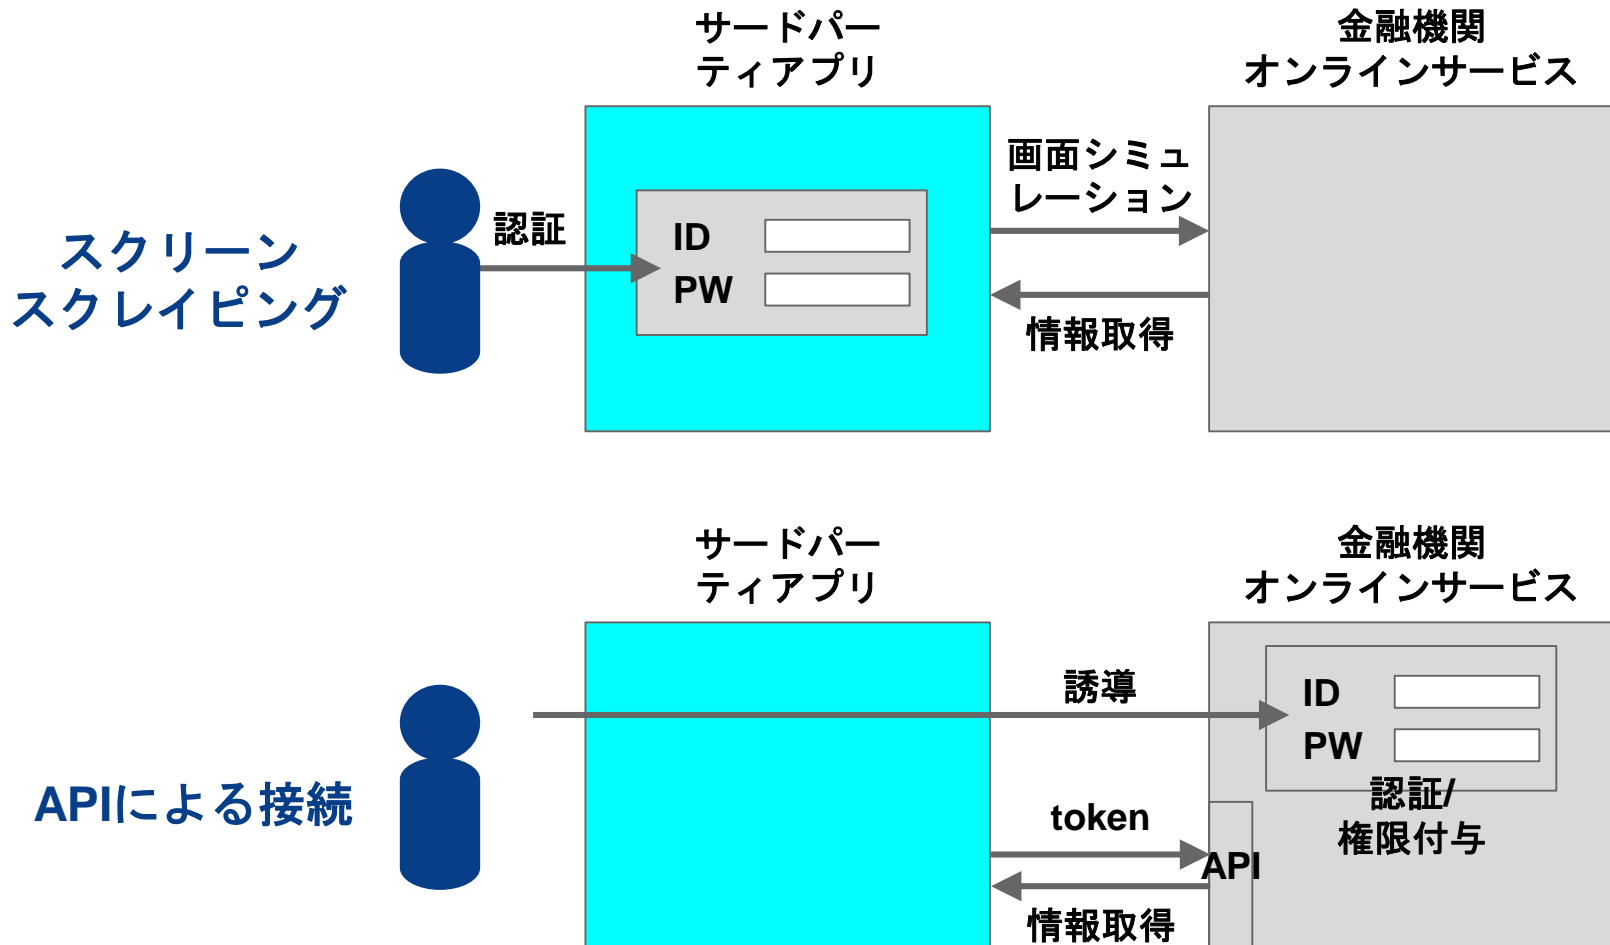 サードパー
ティアプリ
金融機関
オンラインサービス
スクリーン
スクレイピング
認証
ID
PW
画面シミュ
レーション
情報取得
サードパー
ティアプリ
金融機関
オンラインサービス
APIによる接続
誘導
ID
PW
認証/
権限付与
token
API
情報取得